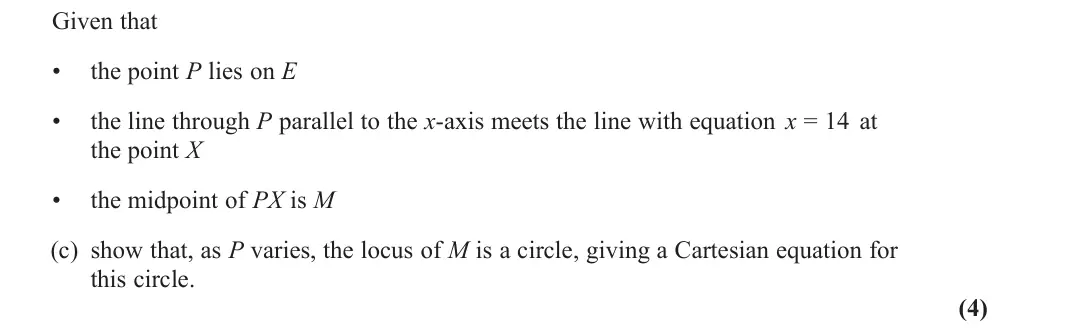 Given that
• the point P lies on E
• the line through P parallel to the x-axis meets the line with equation x = 14 at
the point X
• the midpoint of PX is M
(c) show that, as P varies, the locus of M is a circle, giving a Cartesian equation for
this circle.
(4)